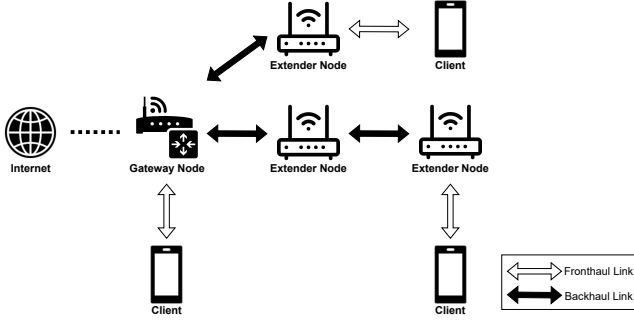 Extender Node
Client
Internet
Gateway Node
Extender Node
Extender Node
Client
Client
Fronthaul Link
Backhaul Link